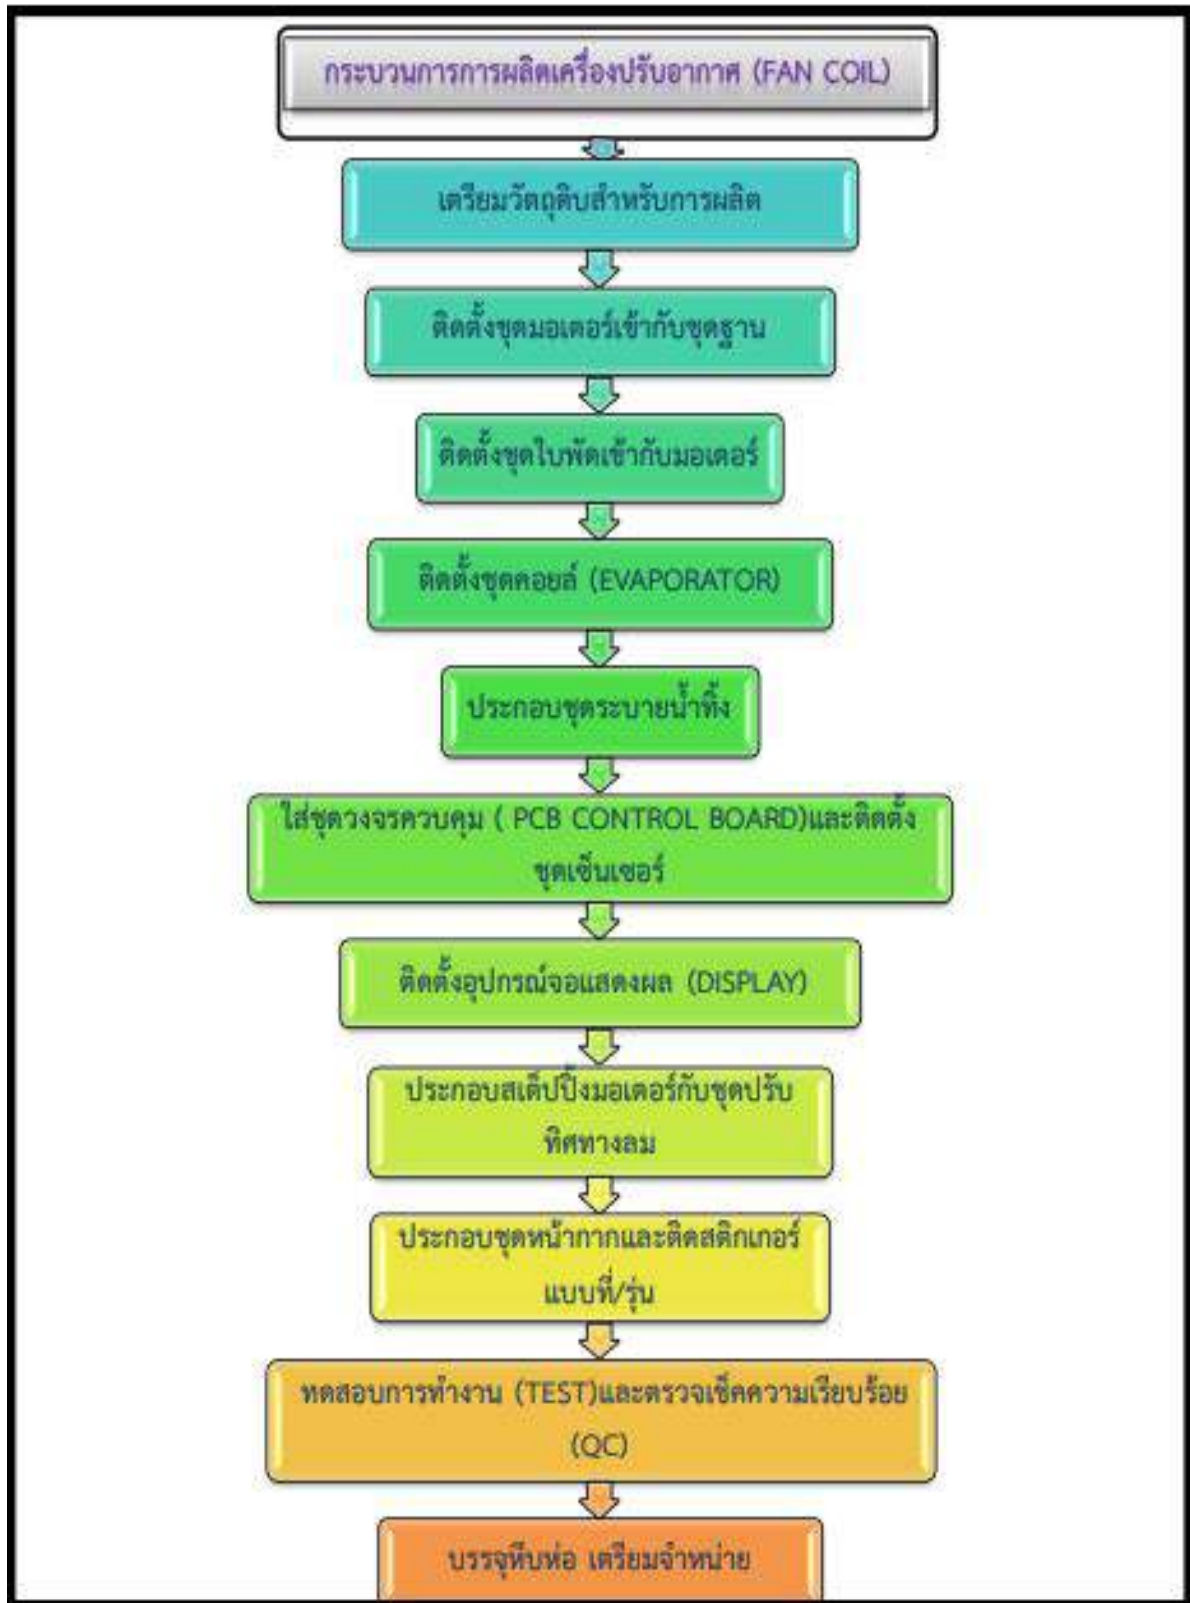 กระบวนการการผลิตเครื่องปรับอากาศ (FAN COIL)
เตรียมวัตถุดิบสำหรับการผลิต
ติดตั้งชุดมอเตอร์เข้ากับชุดฐาน
ติดตั้งชุดใบพัดเข้ากับมอเตอร์
ติดตั้งชุดคอยล์ (EVAPORATOR)
ประกอบชุดระบายน้ำทิ้ง
ใส่ชุดวงจรควบคุม ( PCB CONTROL BOARD)และติดตั้ง
ชุดเซ็นเซอร์
ติดตั้งอุปกรณ์จอแสดงผล (DISPLAY)
ประกอบสเต็ปปิ้งมอเตอร์กับชุดปรับ
ทิศทางลม
ประกอบชุดหน้ากากและติดสติกเกอร์
แบบที่/รุ่น
ทดสอบการทำงาน (TEST)และตรวจเช็คความเรียบร้อย
(QC)
บรรจุหีบห่อ เตรียมจำหน่าย